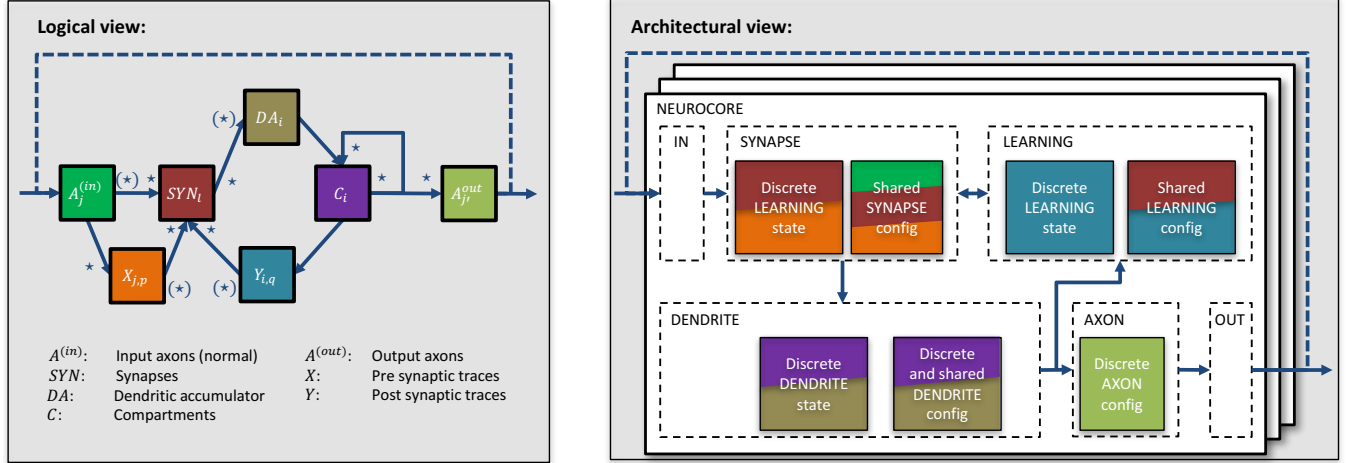 Logical view:
DA_i
(⋆)
⋆
⋆
⋆
A_j^{(in)}
(⋆)
⋆
SYN_l
C_i
⋆
⋆
A_{j'}^{out}
⋆
⋆
⋆
X_{j,p}
(⋆)
(⋆)
Y_{i,q}
A^{(in)}: Input axons (normal) A^{(out)}: Output axons
SYN: Synapses X: Pre synaptic traces
DA: Dendritic accumulator Y: Post synaptic traces
C: Compartments
Architectural view:
NEUROCORE
IN
SYNAPSE
Discrete
LEARNING
state
Shared
SYNAPSE
config
LEARNING
Discrete
LEARNING
state
Shared
LEARNING
config
DENDRITE
Discrete
DENDRITE
state
Discrete
and shared
DENDRITE
config
AXON
Discrete
AXON
config
OUT